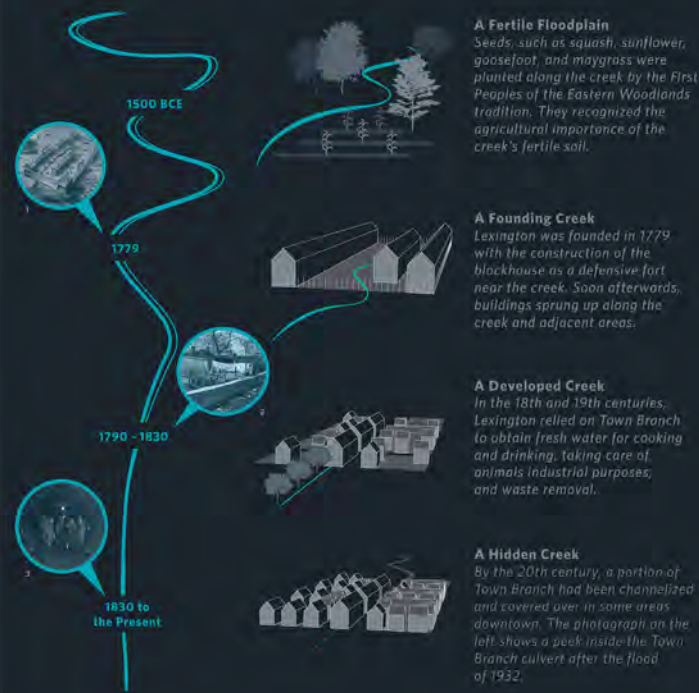 A Fertile Floodplain
Seeds, such as squash, sunflower,
goosefoot, and maygrass were
planted along the creek by the First
Peoples of the Eastern Woodlands
tradition. They recognized the
agricultural importance of the
creek's fertile soil.
1500 BCE
1
A Founding Creek
Lexington was founded in 1779
with the construction of the
blockhouse as a defensive fort
near the creek. Soon afterwards,
buildings sprung up along the
creek and adjacent areas.
1779
2
A Developed Creek
In the 18th and 19th centuries,
Lexington relied on Town Branch
to obtain fresh water for cooking
and drinking, taking care of
animals industrial purposes,
and waste removal.
1790 - 1830
3
A Hidden Creek
By the 20th century, a portion of
Town Branch had been channelized
and covered over in some areas
downtown. The photograph on the
left shows a peek inside the Town
Branch culvert after the flood
of 1932.
1830 to
the Present